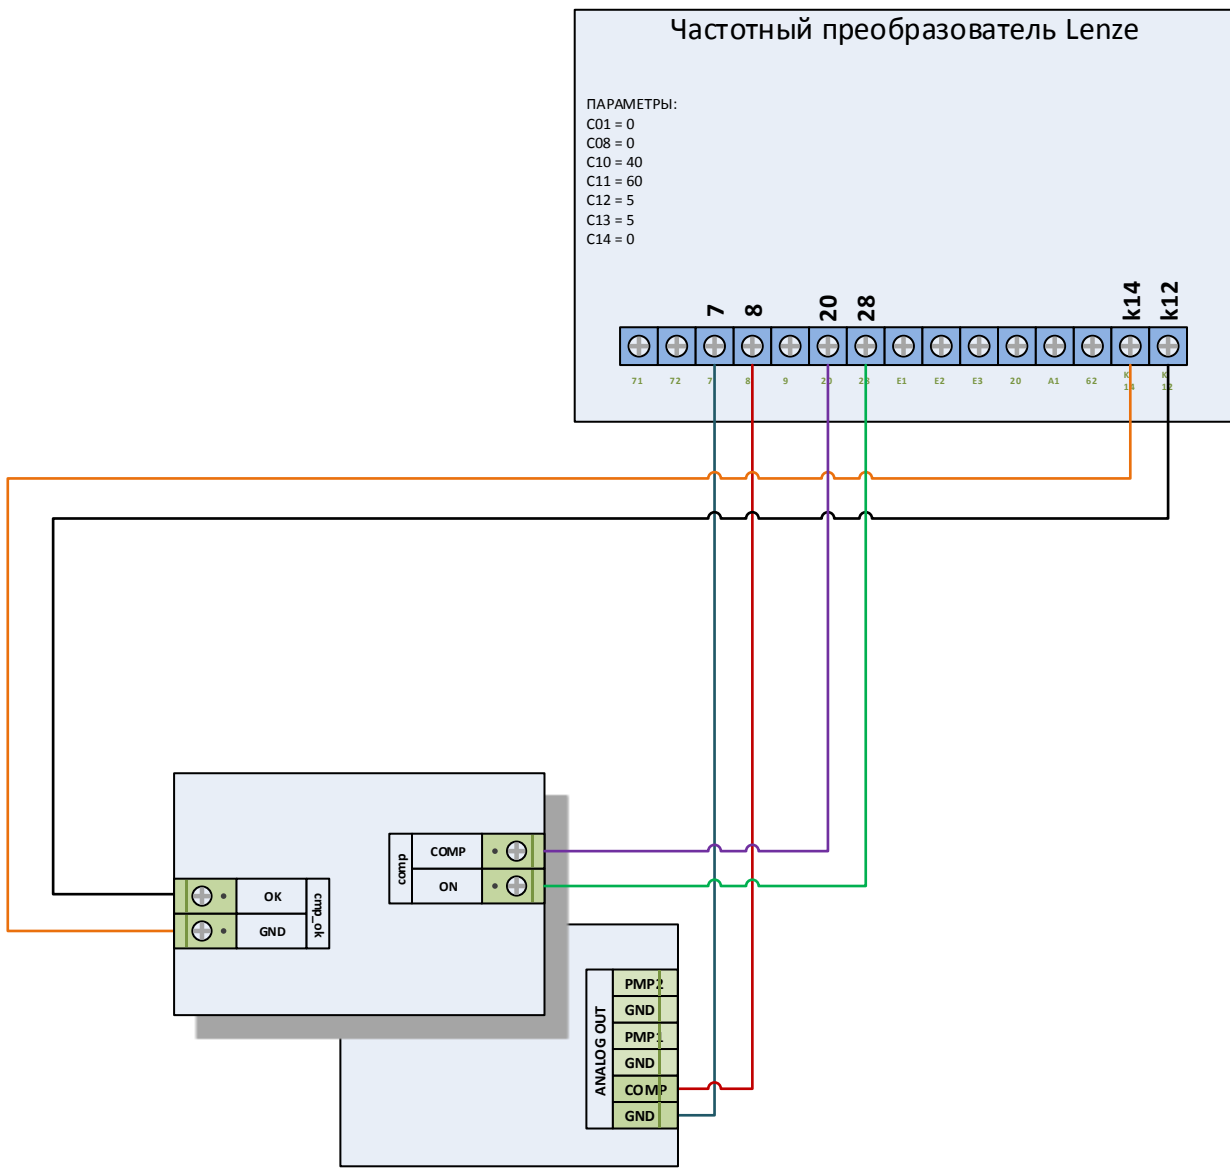 Частотный преобразователь Lenze
ПАРАМЕТРЫ:
C01 = 0
C08 = 0
C10 = 40
C11 = 60
C12 = 5
C13 = 5
C14 = 0
7 8 20 28 k14 k12
71 72 7 8 9 20 28 E1 E2 E3 20 A1 62 K14 K12
comp
COMP
ON
OK
GND
cmp_ok
ANALOG OUT
PMP2
GND
PMP1
GND
COMP
GND